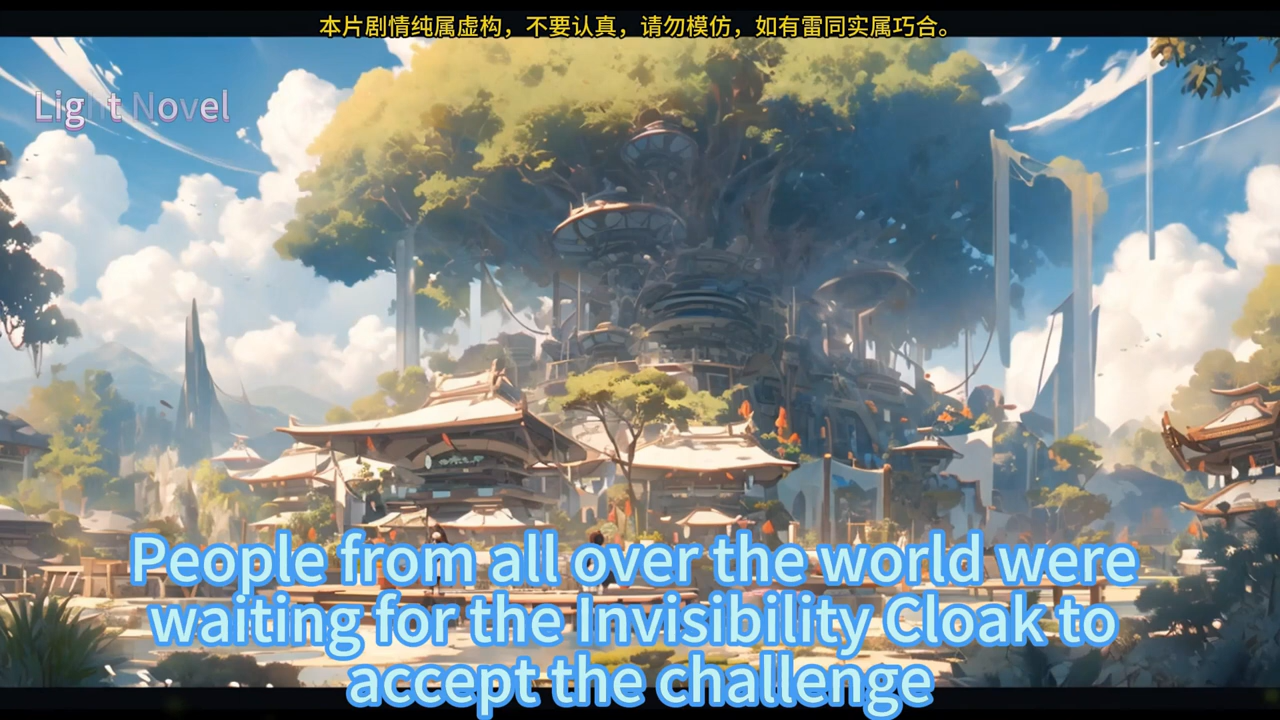 本片剧情纯属虚构，不要认真，请勿模仿，如有雷同实属巧合。
Light Novel
People from all over the world were
waiting for the Invisibility Cloak to
accept the challenge